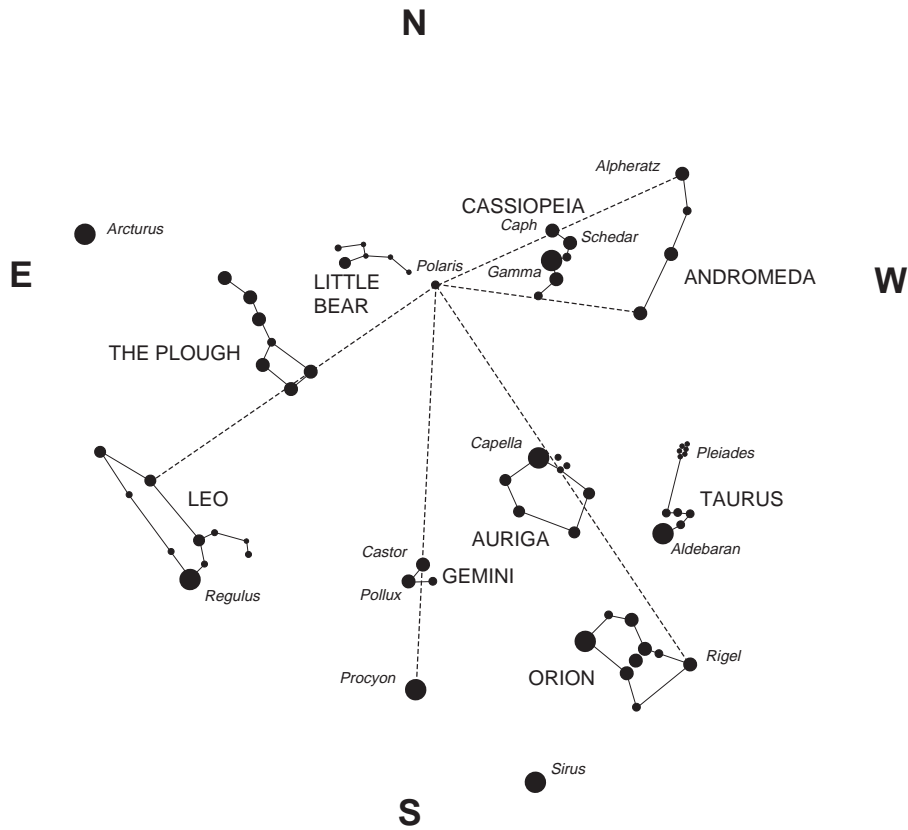 N
Alpheratz
CASSIOPEIA
Caph
Schedar
Arcturus
Polaris
Gamma
E
LITTLE
BEAR
ANDROMEDA
W
THE PLOUGH
Capella
Pleiades
LEO
TAURUS
AURIGA
Aldebaran
Castor
GEMINI
Pollux
Regulus
Rigel
Procyon
ORION
Sirus
S